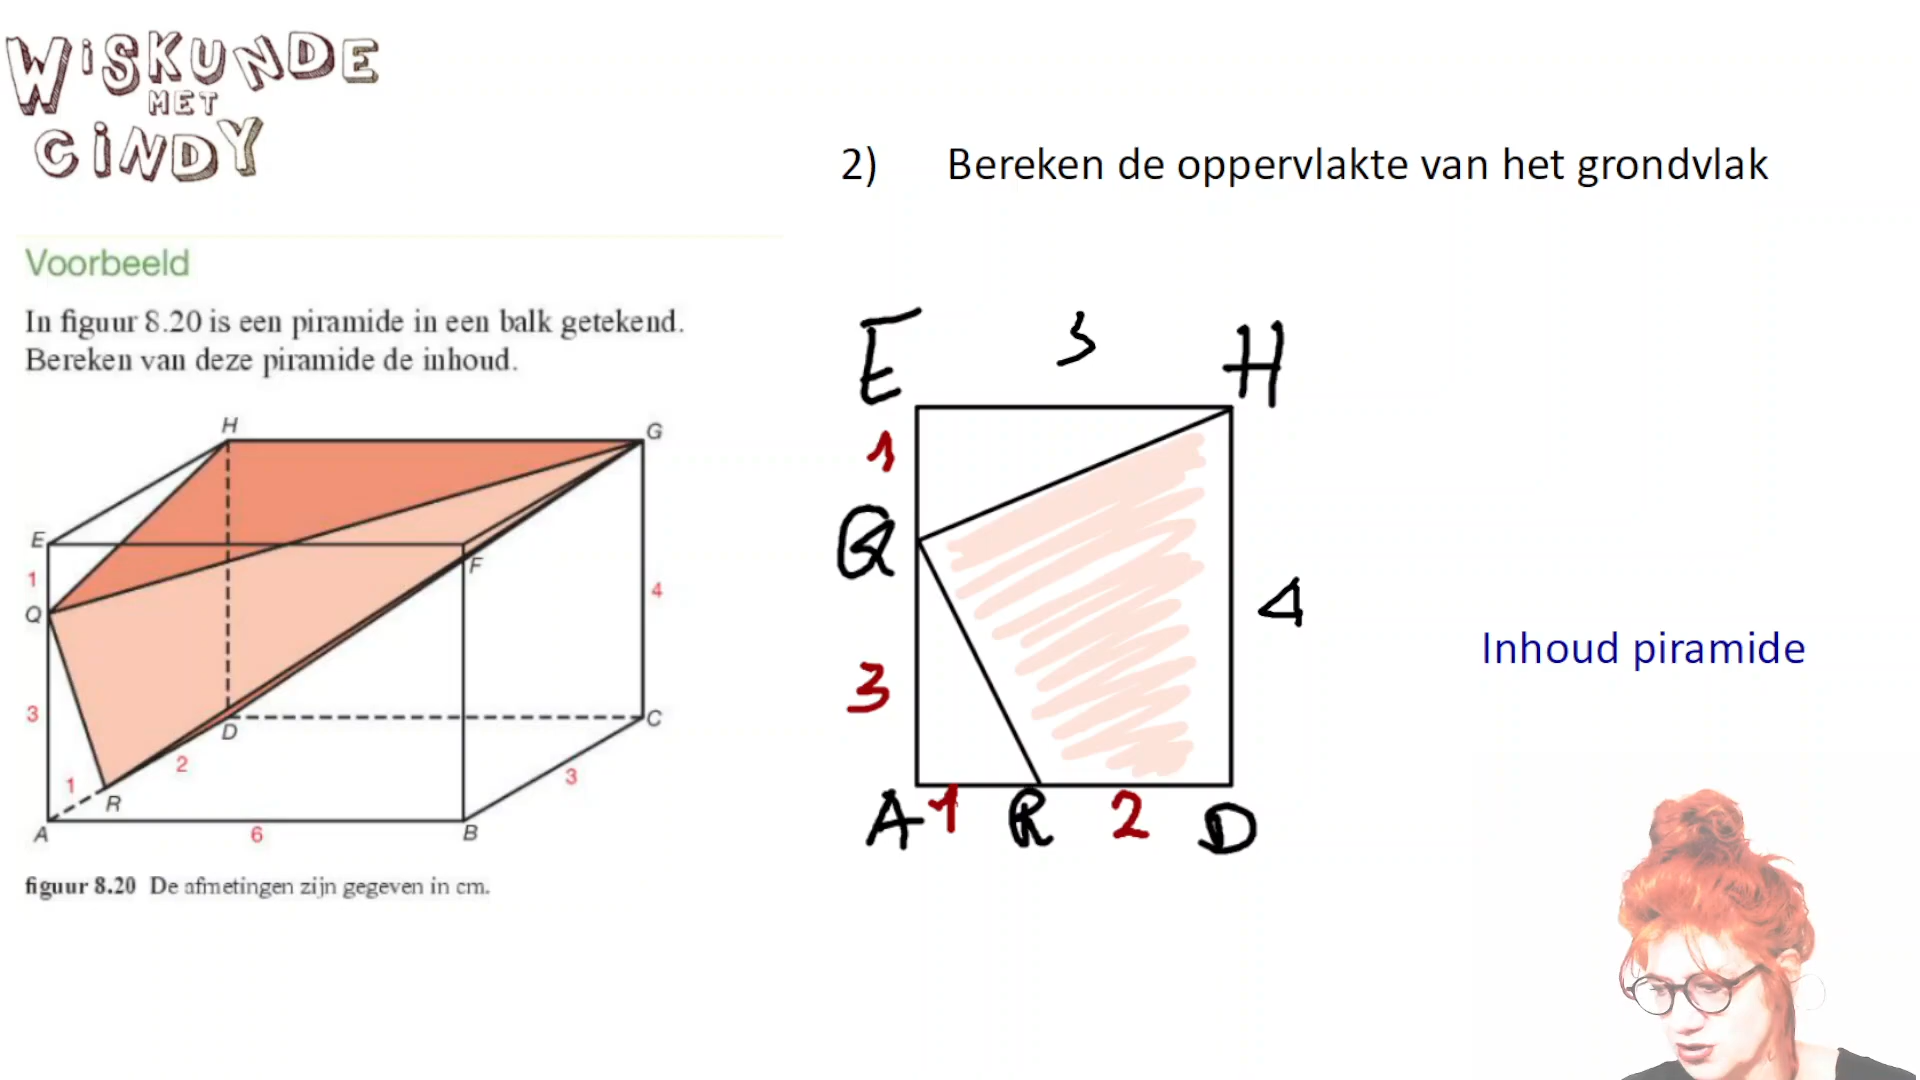 WISKUNDE
MET
CINDY
2) Bereken de oppervlakte van het grondvlak
Voorbeeld
In figuur 8.20 is een piramide in een balk getekend.
Bereken van deze piramide de inhoud.
H
G
E
F
1
Q
4
3
D
C
2
1
R
3
A
6
B
figuur 8.20 De afmetingen zijn gegeven in cm.
E 3 H
1
Q
4
3
A 1 R 2 D
Inhoud piramide